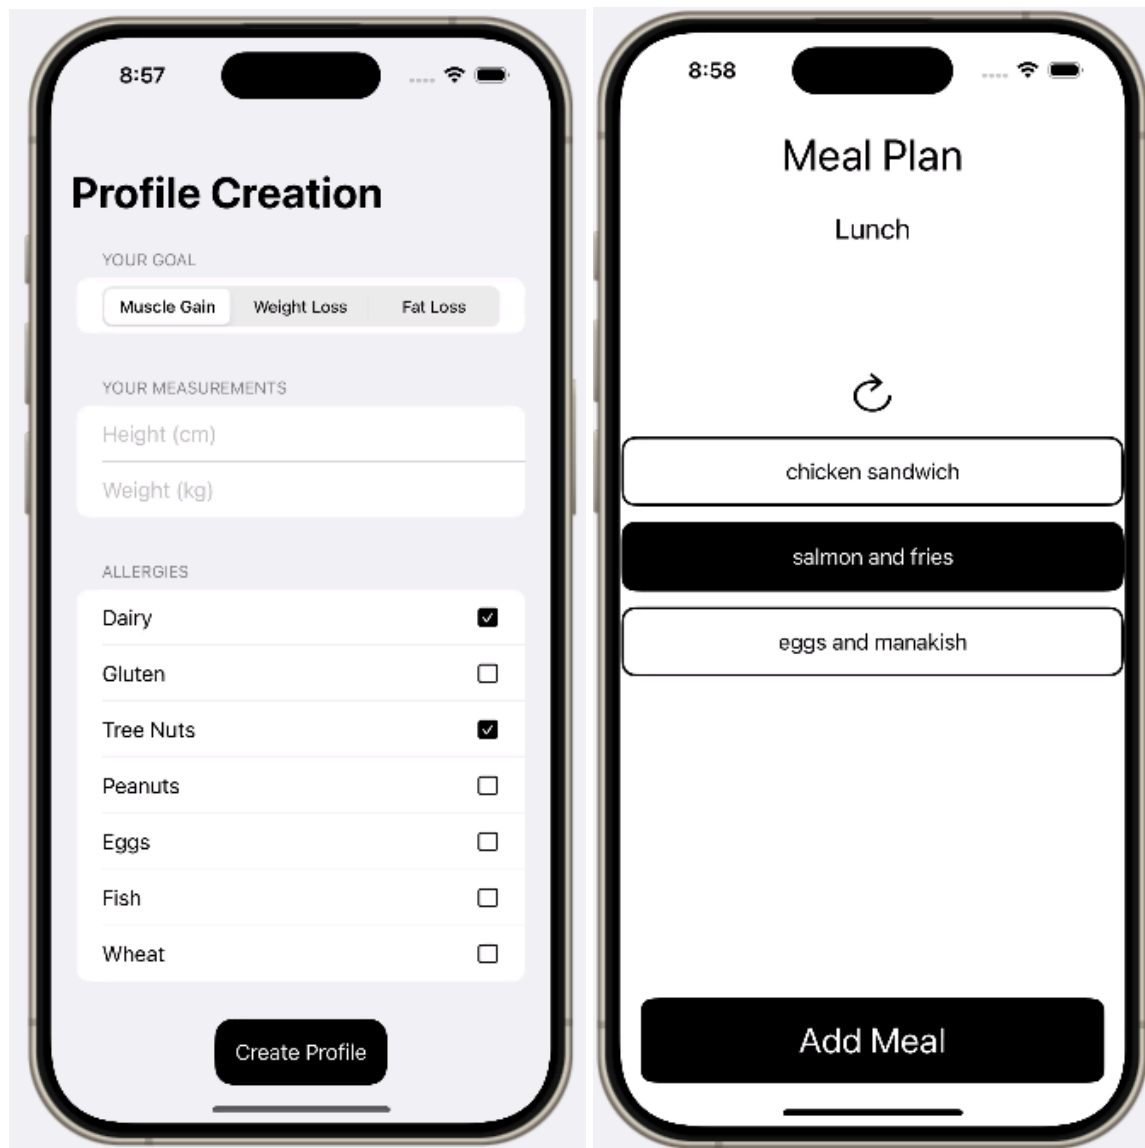 8:57
Profile Creation
YOUR GOAL
Muscle Gain Weight Loss Fat Loss
YOUR MEASUREMENTS
Height (cm)
Weight (kg)
ALLERGIES
Dairy
Gluten
Tree Nuts
Peanuts
Eggs
Fish
Wheat
Create Profile
8:58
Meal Plan
Lunch
chicken sandwich
salmon and fries
eggs and manakish
Add Meal